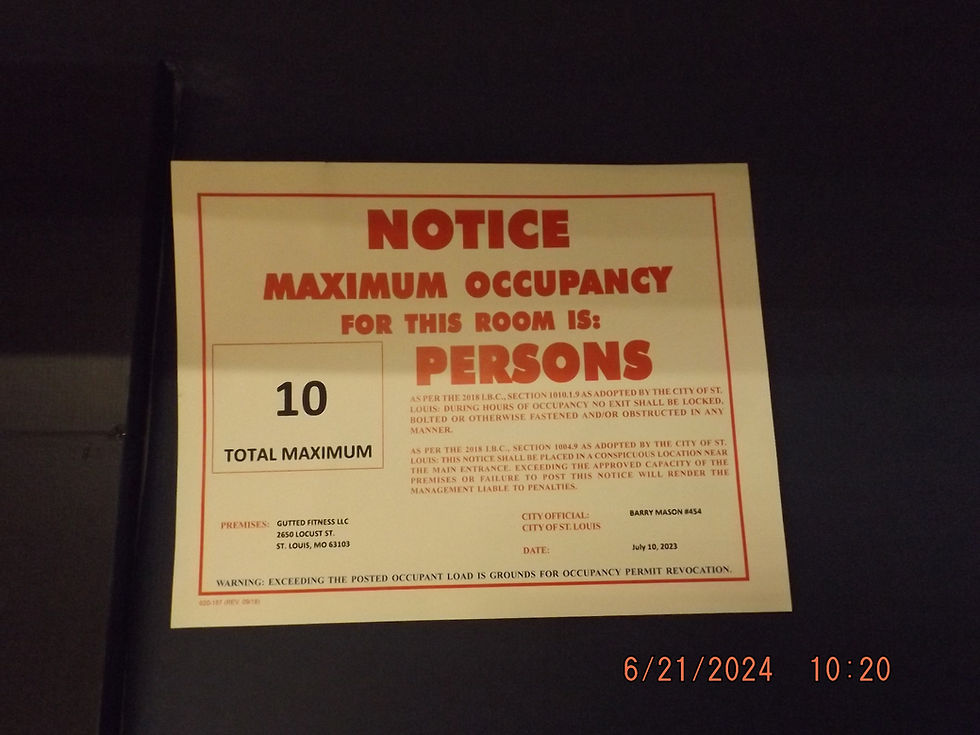 NOTICE
MAXIMUM OCCUPANCY
FOR THIS ROOM IS:
PERSONS
10
TOTAL MAXIMUM
AS PER THE 2018 I.B.C., SECTION 1010.1.9 AS ADOPTED BY THE CITY OF ST.
LOUIS: DURING HOURS OF OCCUPANCY NO EXIT SHALL BE LOCKED,
BOLTED OR OTHERWISE FASTENED AND/OR OBSTRUCTED IN ANY
MANNER.
AS PER THE 2018 I.B.C., SECTION 1004.9 AS ADOPTED BY THE CITY OF ST.
LOUIS: THIS NOTICE SHALL BE PLACED IN A CONSPICUOUS LOCATION NEAR
THE MAIN ENTRANCE. EXCEEDING THE APPROVED CAPACITY OF THE
PREMISES OR FAILURE TO POST THIS NOTICE WILL RENDER THE
MANAGEMENT LIABLE TO PENALTIES.
PREMISES: GUTTED FITNESS LLC
2650 LOCUST ST.
ST. LOUIS, MO 63103
CITY OFFICIAL: BARRY MASON #454
CITY OF ST. LOUIS
DATE: July 10, 2023
WARNING: EXCEEDING THE POSTED OCCUPANT LOAD IS GROUNDS FOR OCCUPANCY PERMIT REVOCATION.
620-187 (REV. 09/18)
6/21/2024 10:20